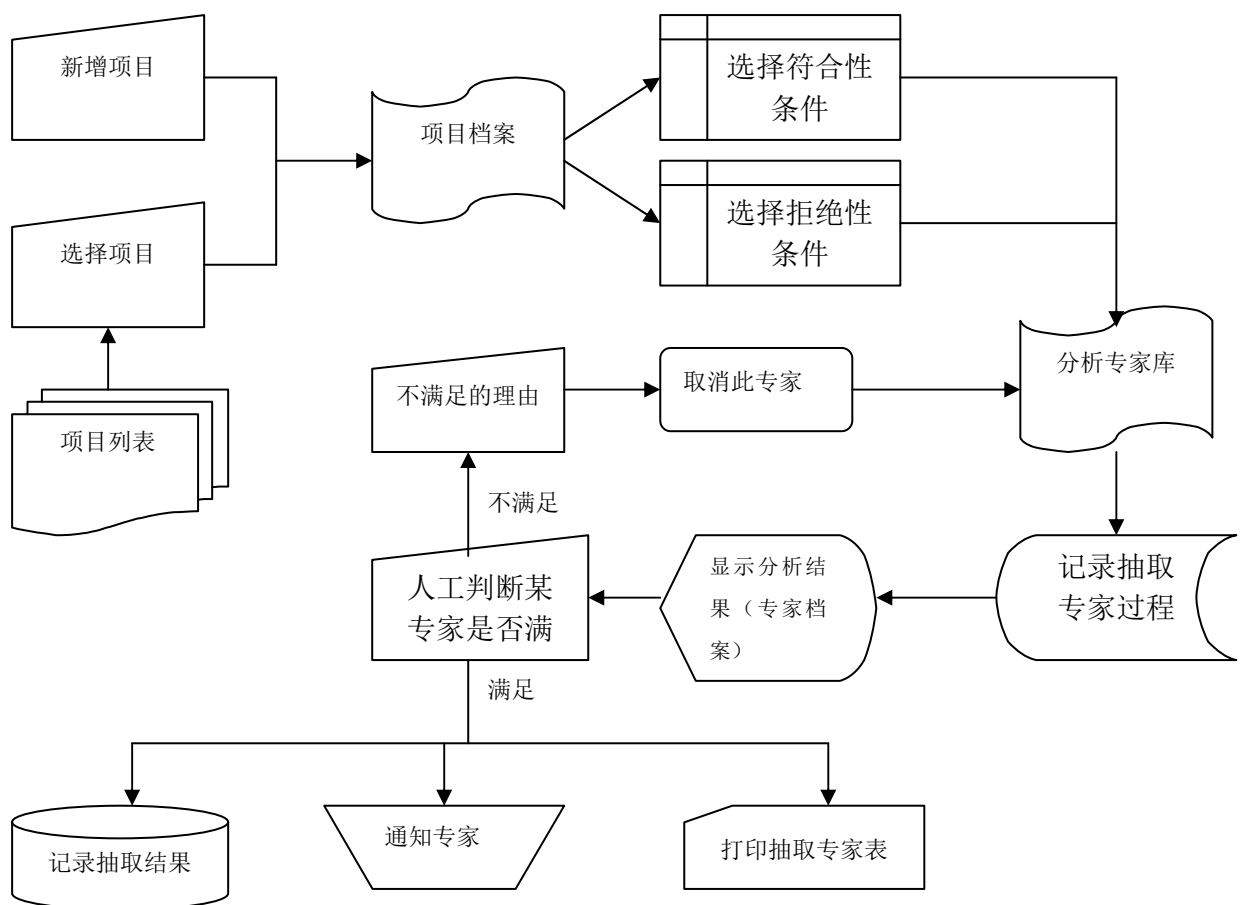 新增项目
选择符合性
条件
项目档案
选择项目
选择拒绝性
条件
分析专家库
不满足的理由
取消此专家
项目列表
不满足
人工判断某
专家是否满
显示分析结
果（专家档
案）
记录抽取
专家过程
满足
记录抽取结果
通知专家
打印抽取专家表